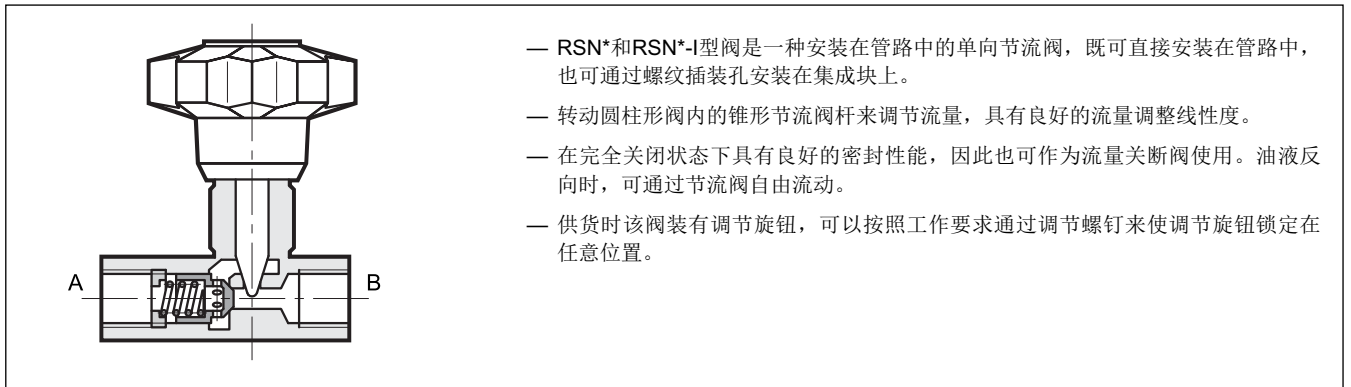 — RSN*和RSN*-I型阀是一种安装在管路中的单向节流阀，既可直接安装在管路中，
也可通过螺纹插装孔安装在集成块上。
— 转动圆柱形阀内的锥形节流阀杆来调节流量，具有良好的流量调整线性度。
— 在完全关闭状态下具有良好的密封性能，因此也可作为流量关断阀使用。油液反
向时，可通过节流阀自由流动。
— 供货时该阀装有调节旋钮，可以按照工作要求通过调节螺钉来使调节旋钮锁定在
任意位置。
A
B